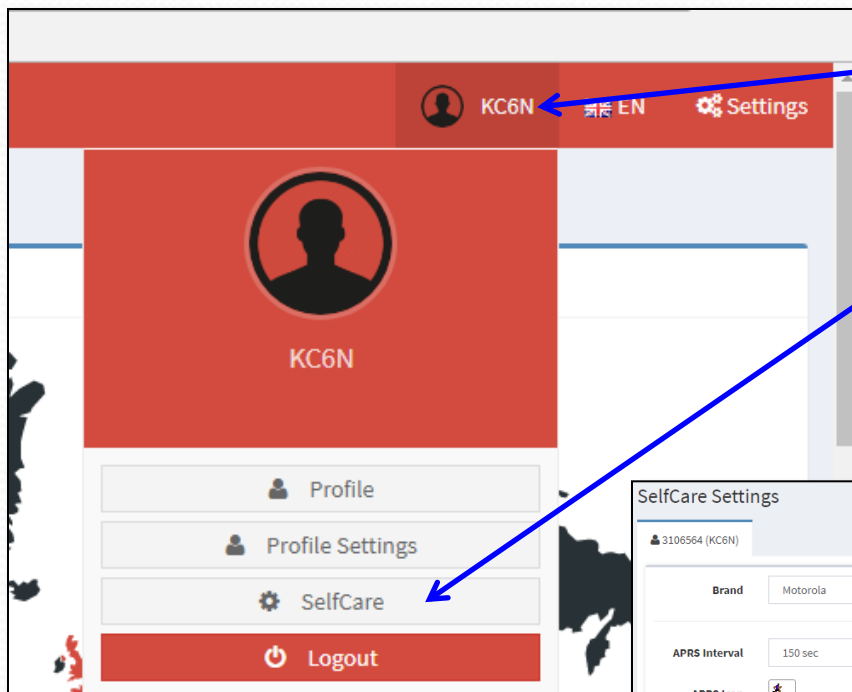 KC6N EN Settings
KC6N
Profile
Profile Settings
SelfCare
Logout
SelfCare Settings
3106564 (KC6N)
Brand Motorola
APRS Interval 150 sec